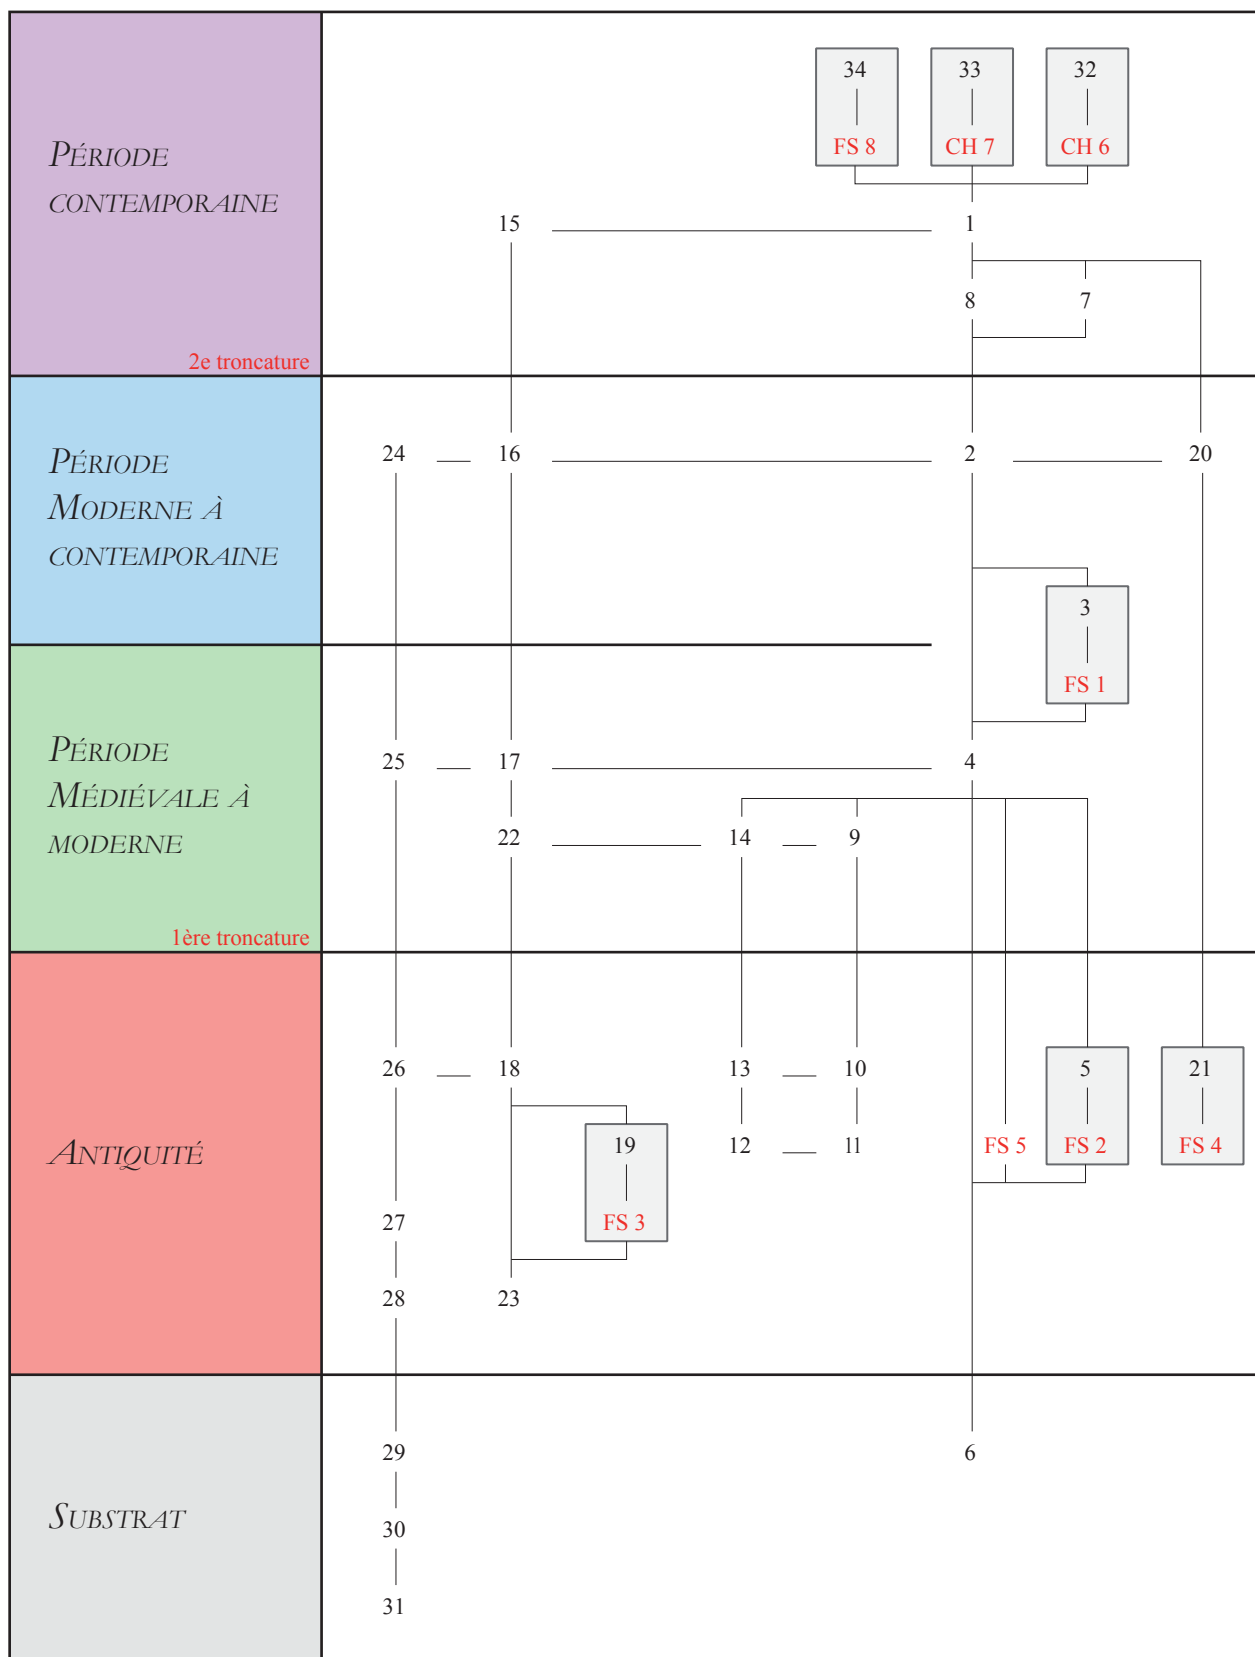 34 33 32
FS 8 CH 7 CH 6
PÉRIODE
CONTEMPORAINE
15 1
8 7
2e troncature
24 16 2 20
PÉRIODE
MODERNE À
CONTEMPORAINE
3
FS 1
PÉRIODE
MÉDIÉVALE À
MODERNE
25 17 4
22 14 9
1ère troncature
26 18 13 10 5 21
ANTIQUITÉ
19 12 11 FS 5 FS 2 FS 4
27 FS 3
28 23
29 6
SUBSTRAT
30
31